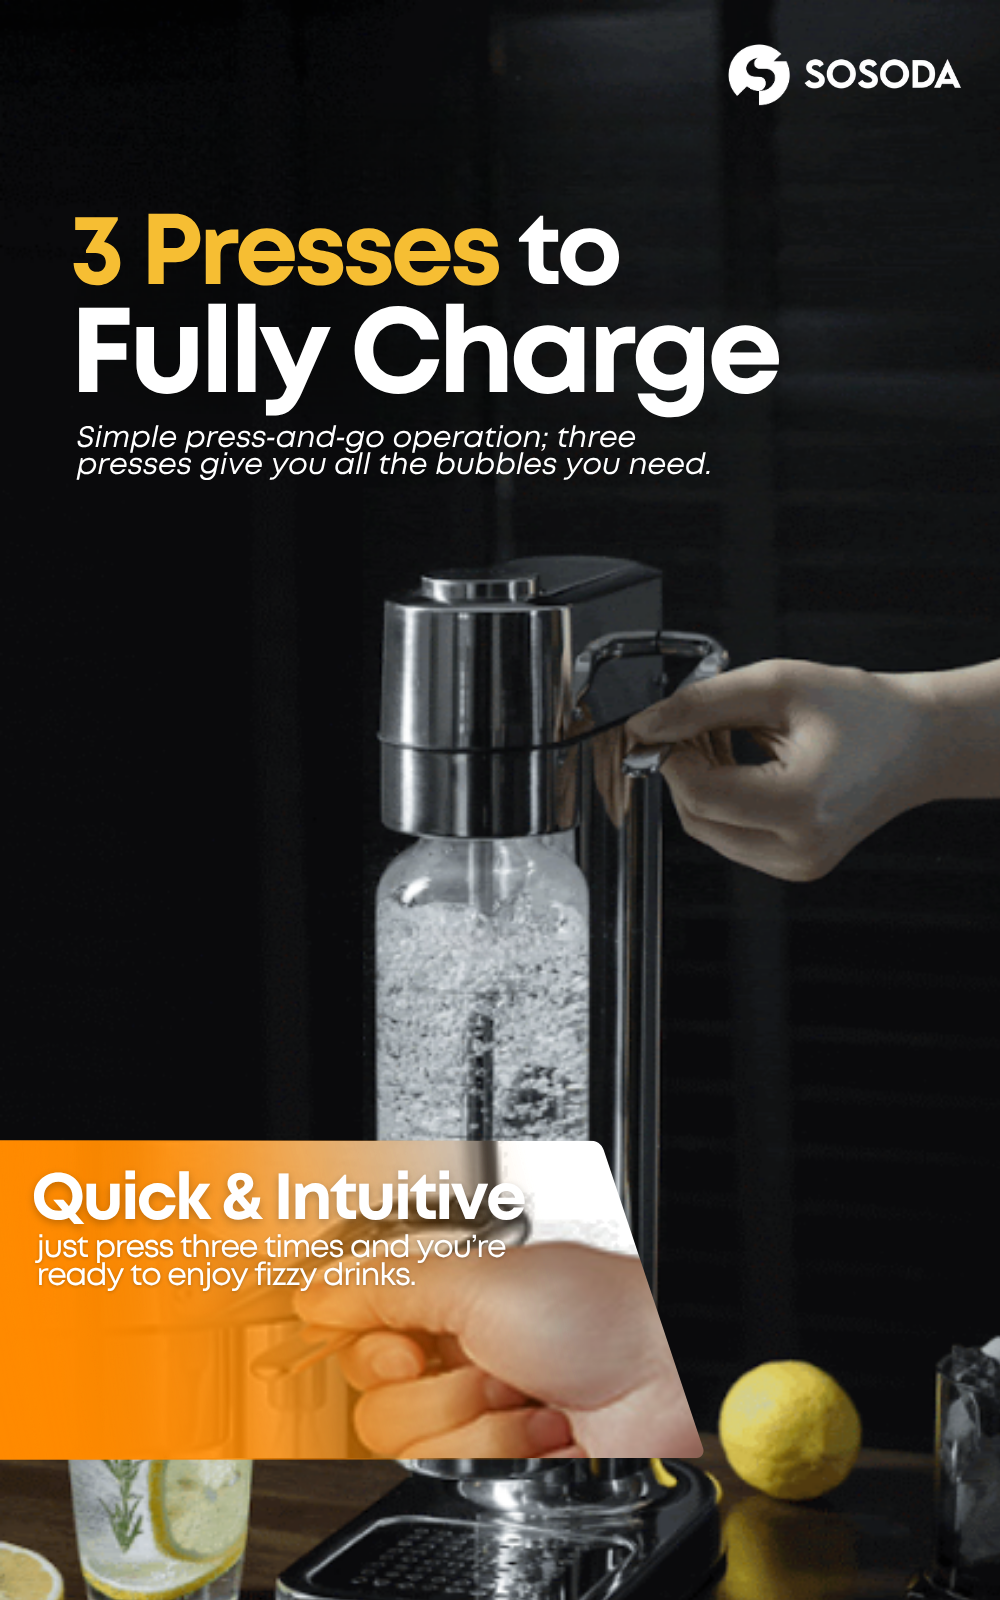 SOSODA
3 Presses to
Fully Charge
Simple press-and-go operation; three
presses give you all the bubbles you need.
Quick & Intuitive
just press three times and you're
ready to enjoy fizzy drinks.